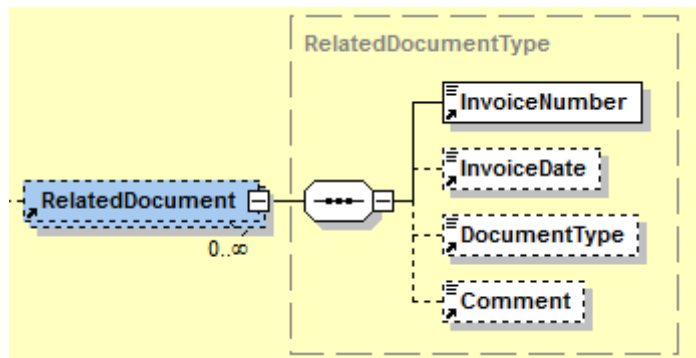 RelatedDocumentType
InvoiceNumber
InvoiceDate
RelatedDocument
0..∞
DocumentType
Comment